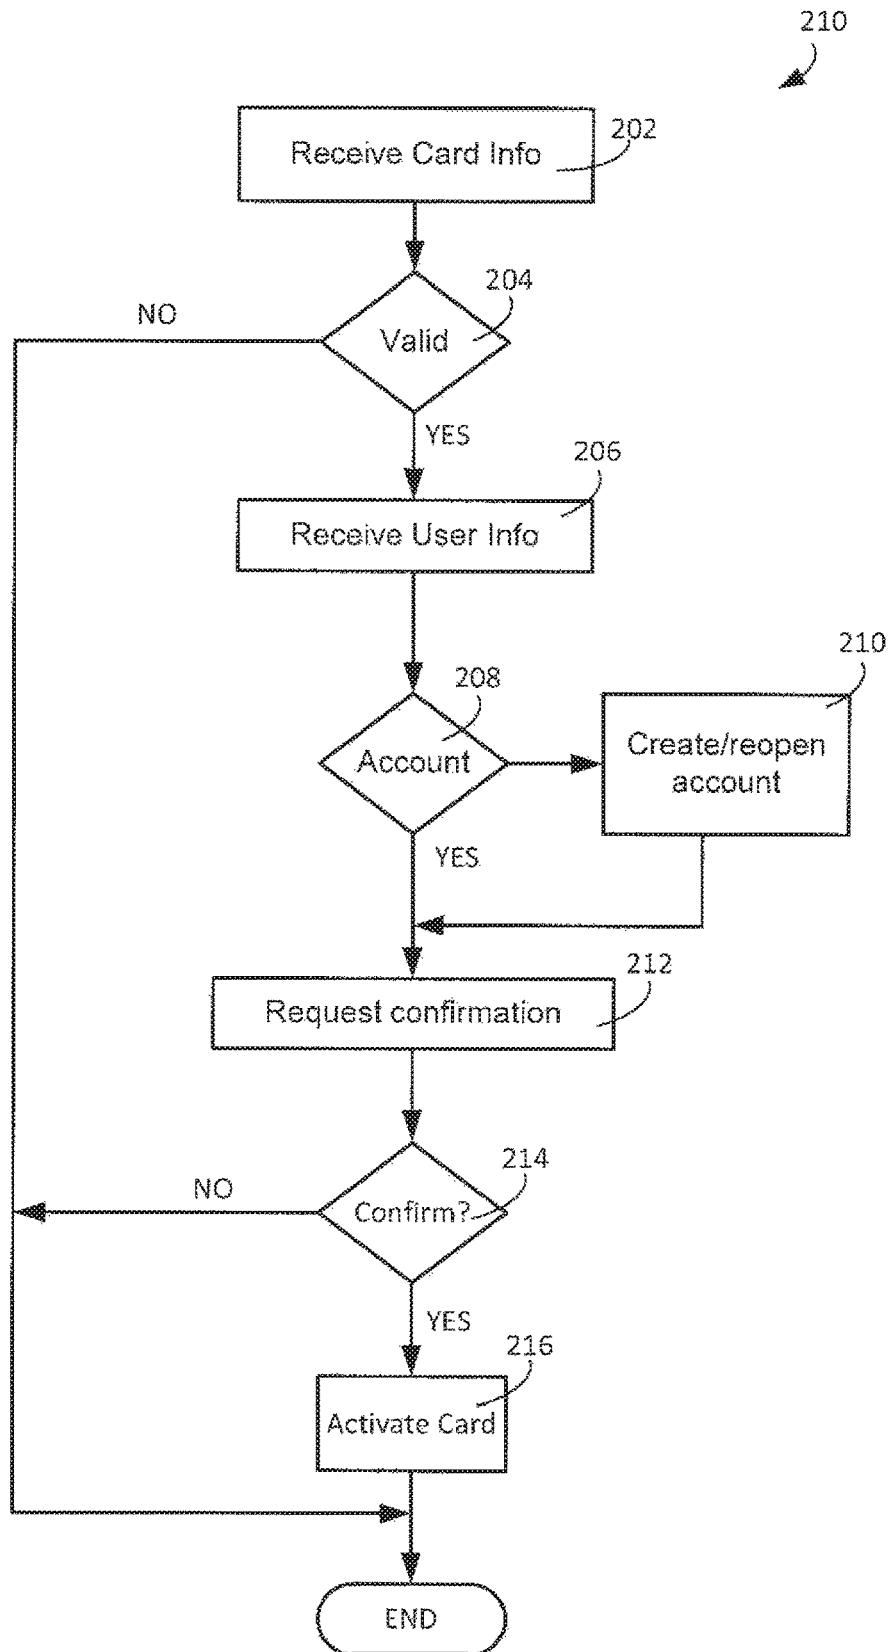 210
202
Receive Card Info
204
NO
Valid
YES
206
Receive User Info
210
208
Create/reopen
account
Account
YES
212
Request confirmation
214
NO
Confirm?
YES
216
Activate Card
END